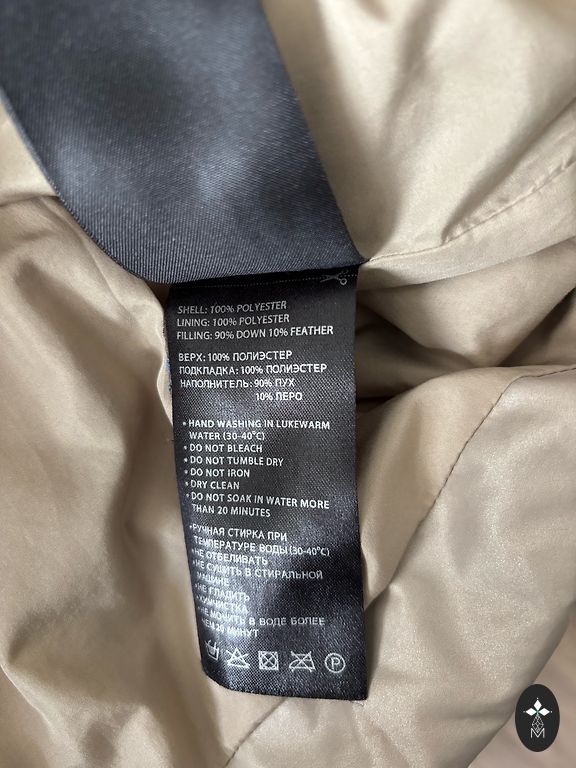 SHELL: 100% POLYESTER
LINING: 100% POLYESTER
FILLING: 90% DOWN 10% FEATHER
ВЕРХ: 100% ПОЛИЭСТЕР
ПОДКЛАДКА: 100% ПОЛИЭСТЕР
НАПОЛНИТЕЛЬ: 90% ПУХ
10% ПЕРО
• HAND WASHING IN LUKEWARM
WATER (30-40°C)
• DO NOT BLEACH
• DO NOT TUMBLE DRY
• DO NOT IRON
• DRY CLEAN
• DO NOT SOAK IN WATER MORE
THAN 20 MINUTES
•РУЧНАЯ СТИРКА ПРИ
ТЕМПЕРАТУРЕ ВОДЫ (30-40°C)
•НЕ ОТБЕЛИВАТЬ
•НЕ СУШИТЬ В СТИРАЛЬНОЙ
МАШИНЕ
•НЕ ГЛАДИТЬ
•ХИМЧИСТКА
•НЕ МОЧИТЬ В ВОДЕ БОЛЕЕ
ЧЕМ 20 МИНУТ
P
M